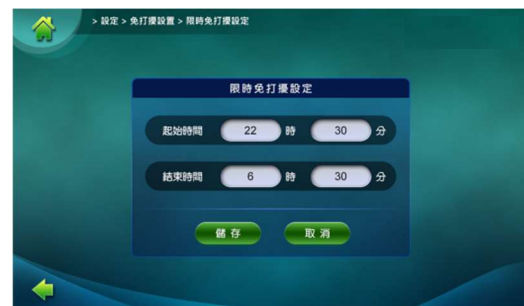 > 設定 > 免打擾設置 > 限時免打擾設定
限時免打擾設定
起始時間 22 時 30 分
結束時間 6 時 30 分
儲存 取消